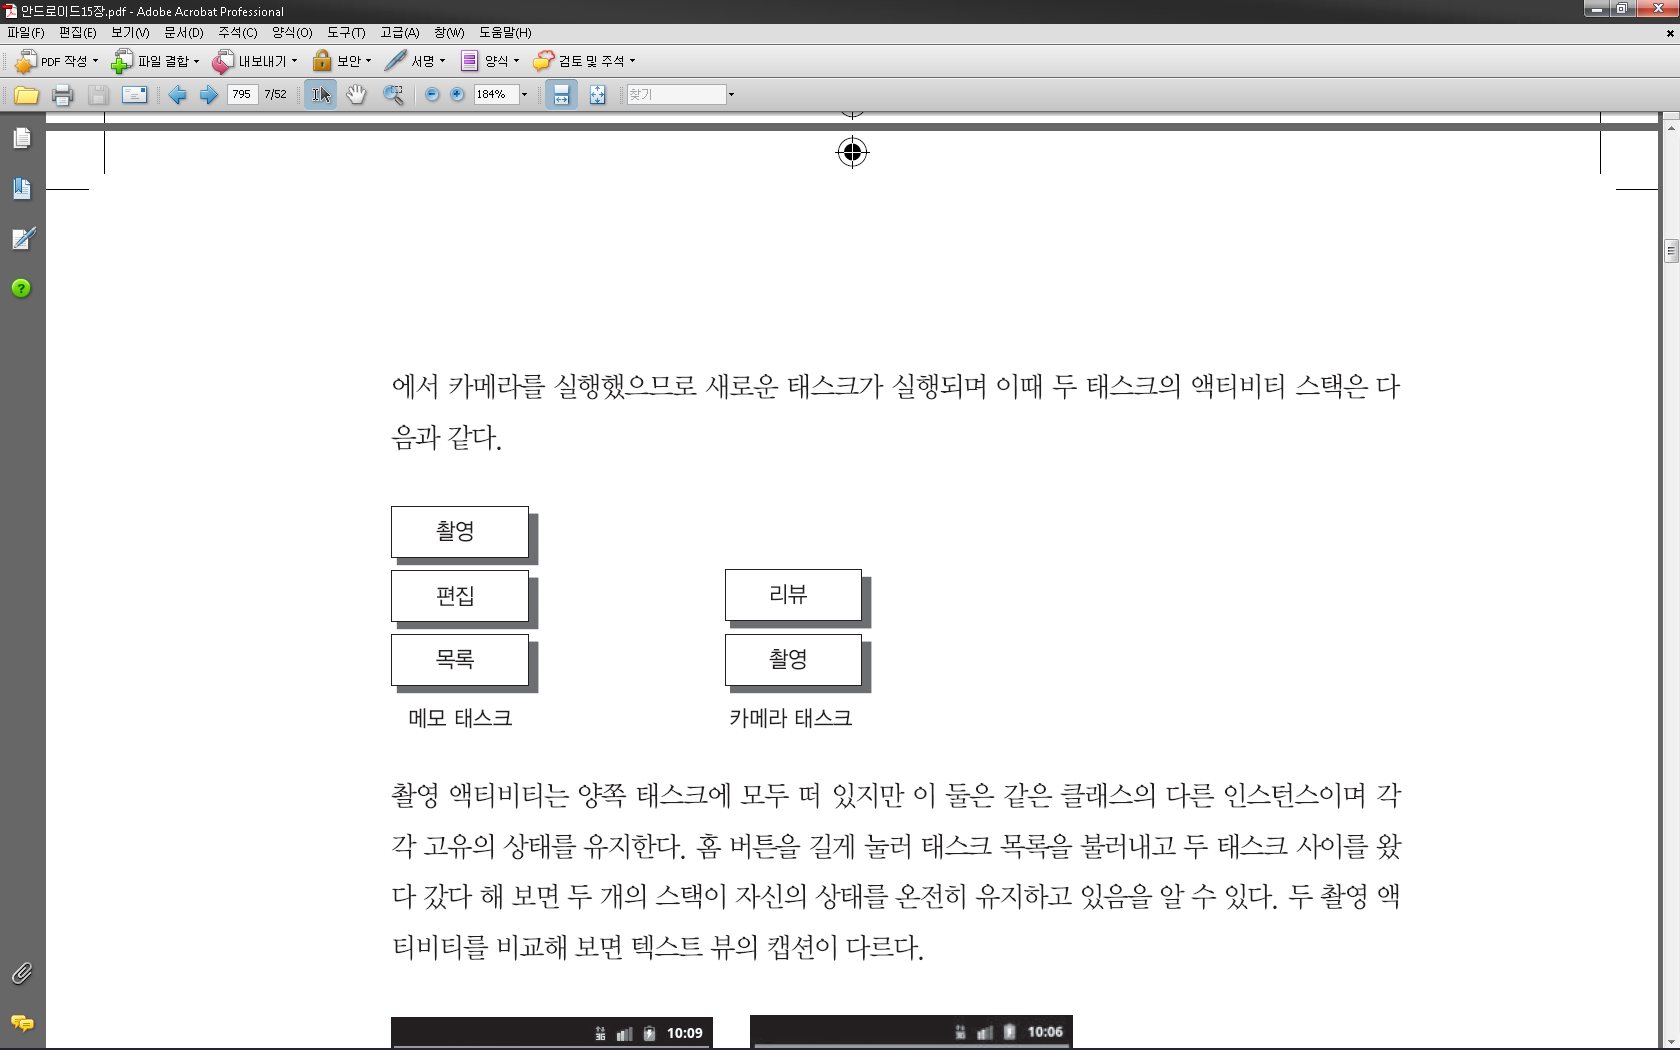 안드로이드15장.pdf - Adobe Acrobat Professional
파일(F) 편집(E) 보기(V) 문서(D) 주석(C) 양식(O) 도구(T) 고급(A) 창(W) 도움말(H)
PDF 작성 파일 결합 내보내기 보안 서명 양식 검토 및 주석
795 7/52 184% 찾기
에서 카메라를 실행했으므로 새로운 태스크가 실행되며 이때 두 태스크의 액티비티 스택은 다
음과 같다.
촬영
편집
목록
메모 태스크
리뷰
촬영
카메라 태스크
촬영 액티비티는 양쪽 태스크에 모두 떠 있지만 이 둘은 같은 클래스의 다른 인스턴스이며 각
각 고유의 상태를 유지한다. 홈 버튼을 길게 눌러 태스크 목록을 불러내고 두 태스크 사이를 왔
다 갔다 해 보면 두 개의 스택이 자신의 상태를 온전히 유지하고 있음을 알 수 있다. 두 촬영 액
티비티를 비교해 보면 텍스트 뷰의 캡션이 다르다.
3G 10:09
3G 10:06